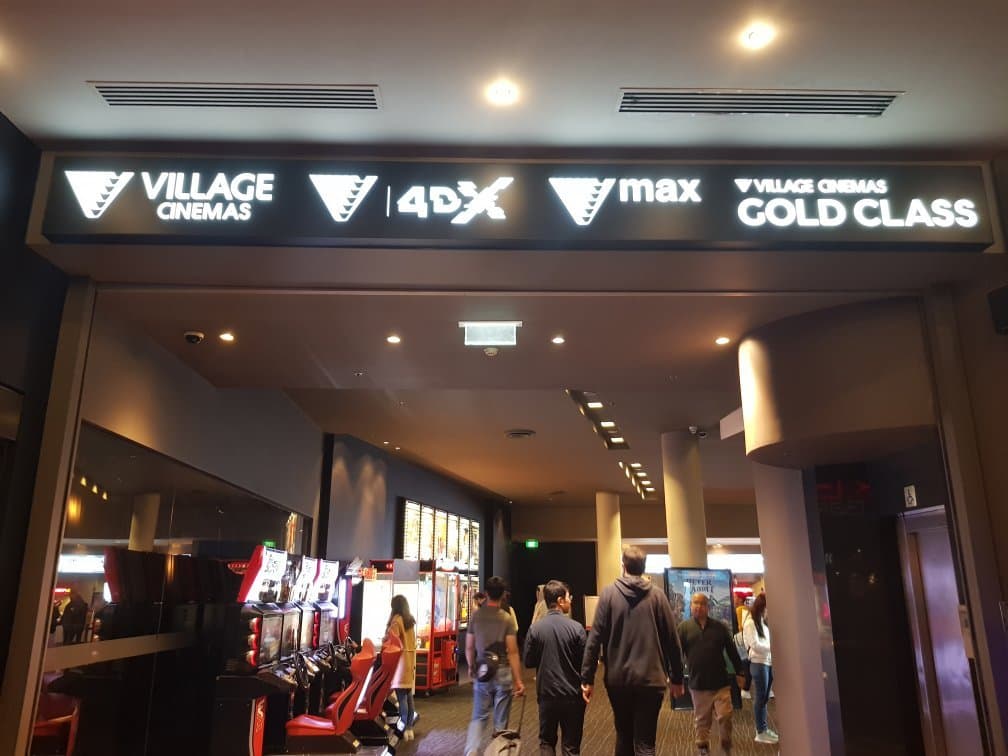 VILLAGE
CINEMAS
4DX
max
VILLAGE CINEMAS
GOLD CLASS